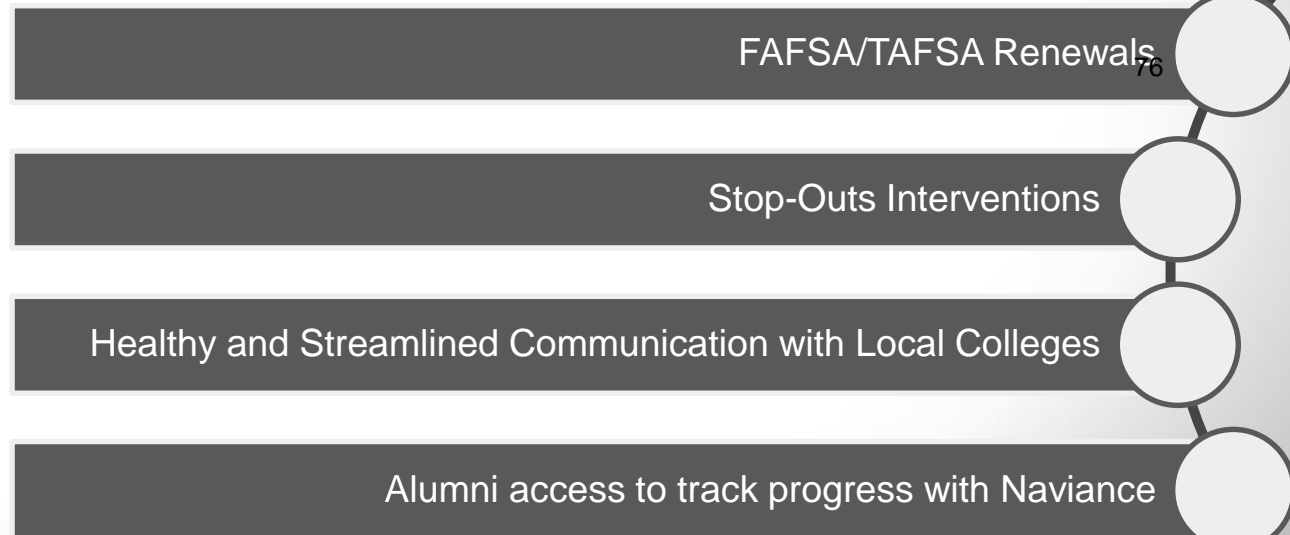 FAFSA/TAFSA Renewals
76
Stop-Outs Interventions
Healthy and Streamlined Communication with Local Colleges
Alumni access to track progress with Naviance